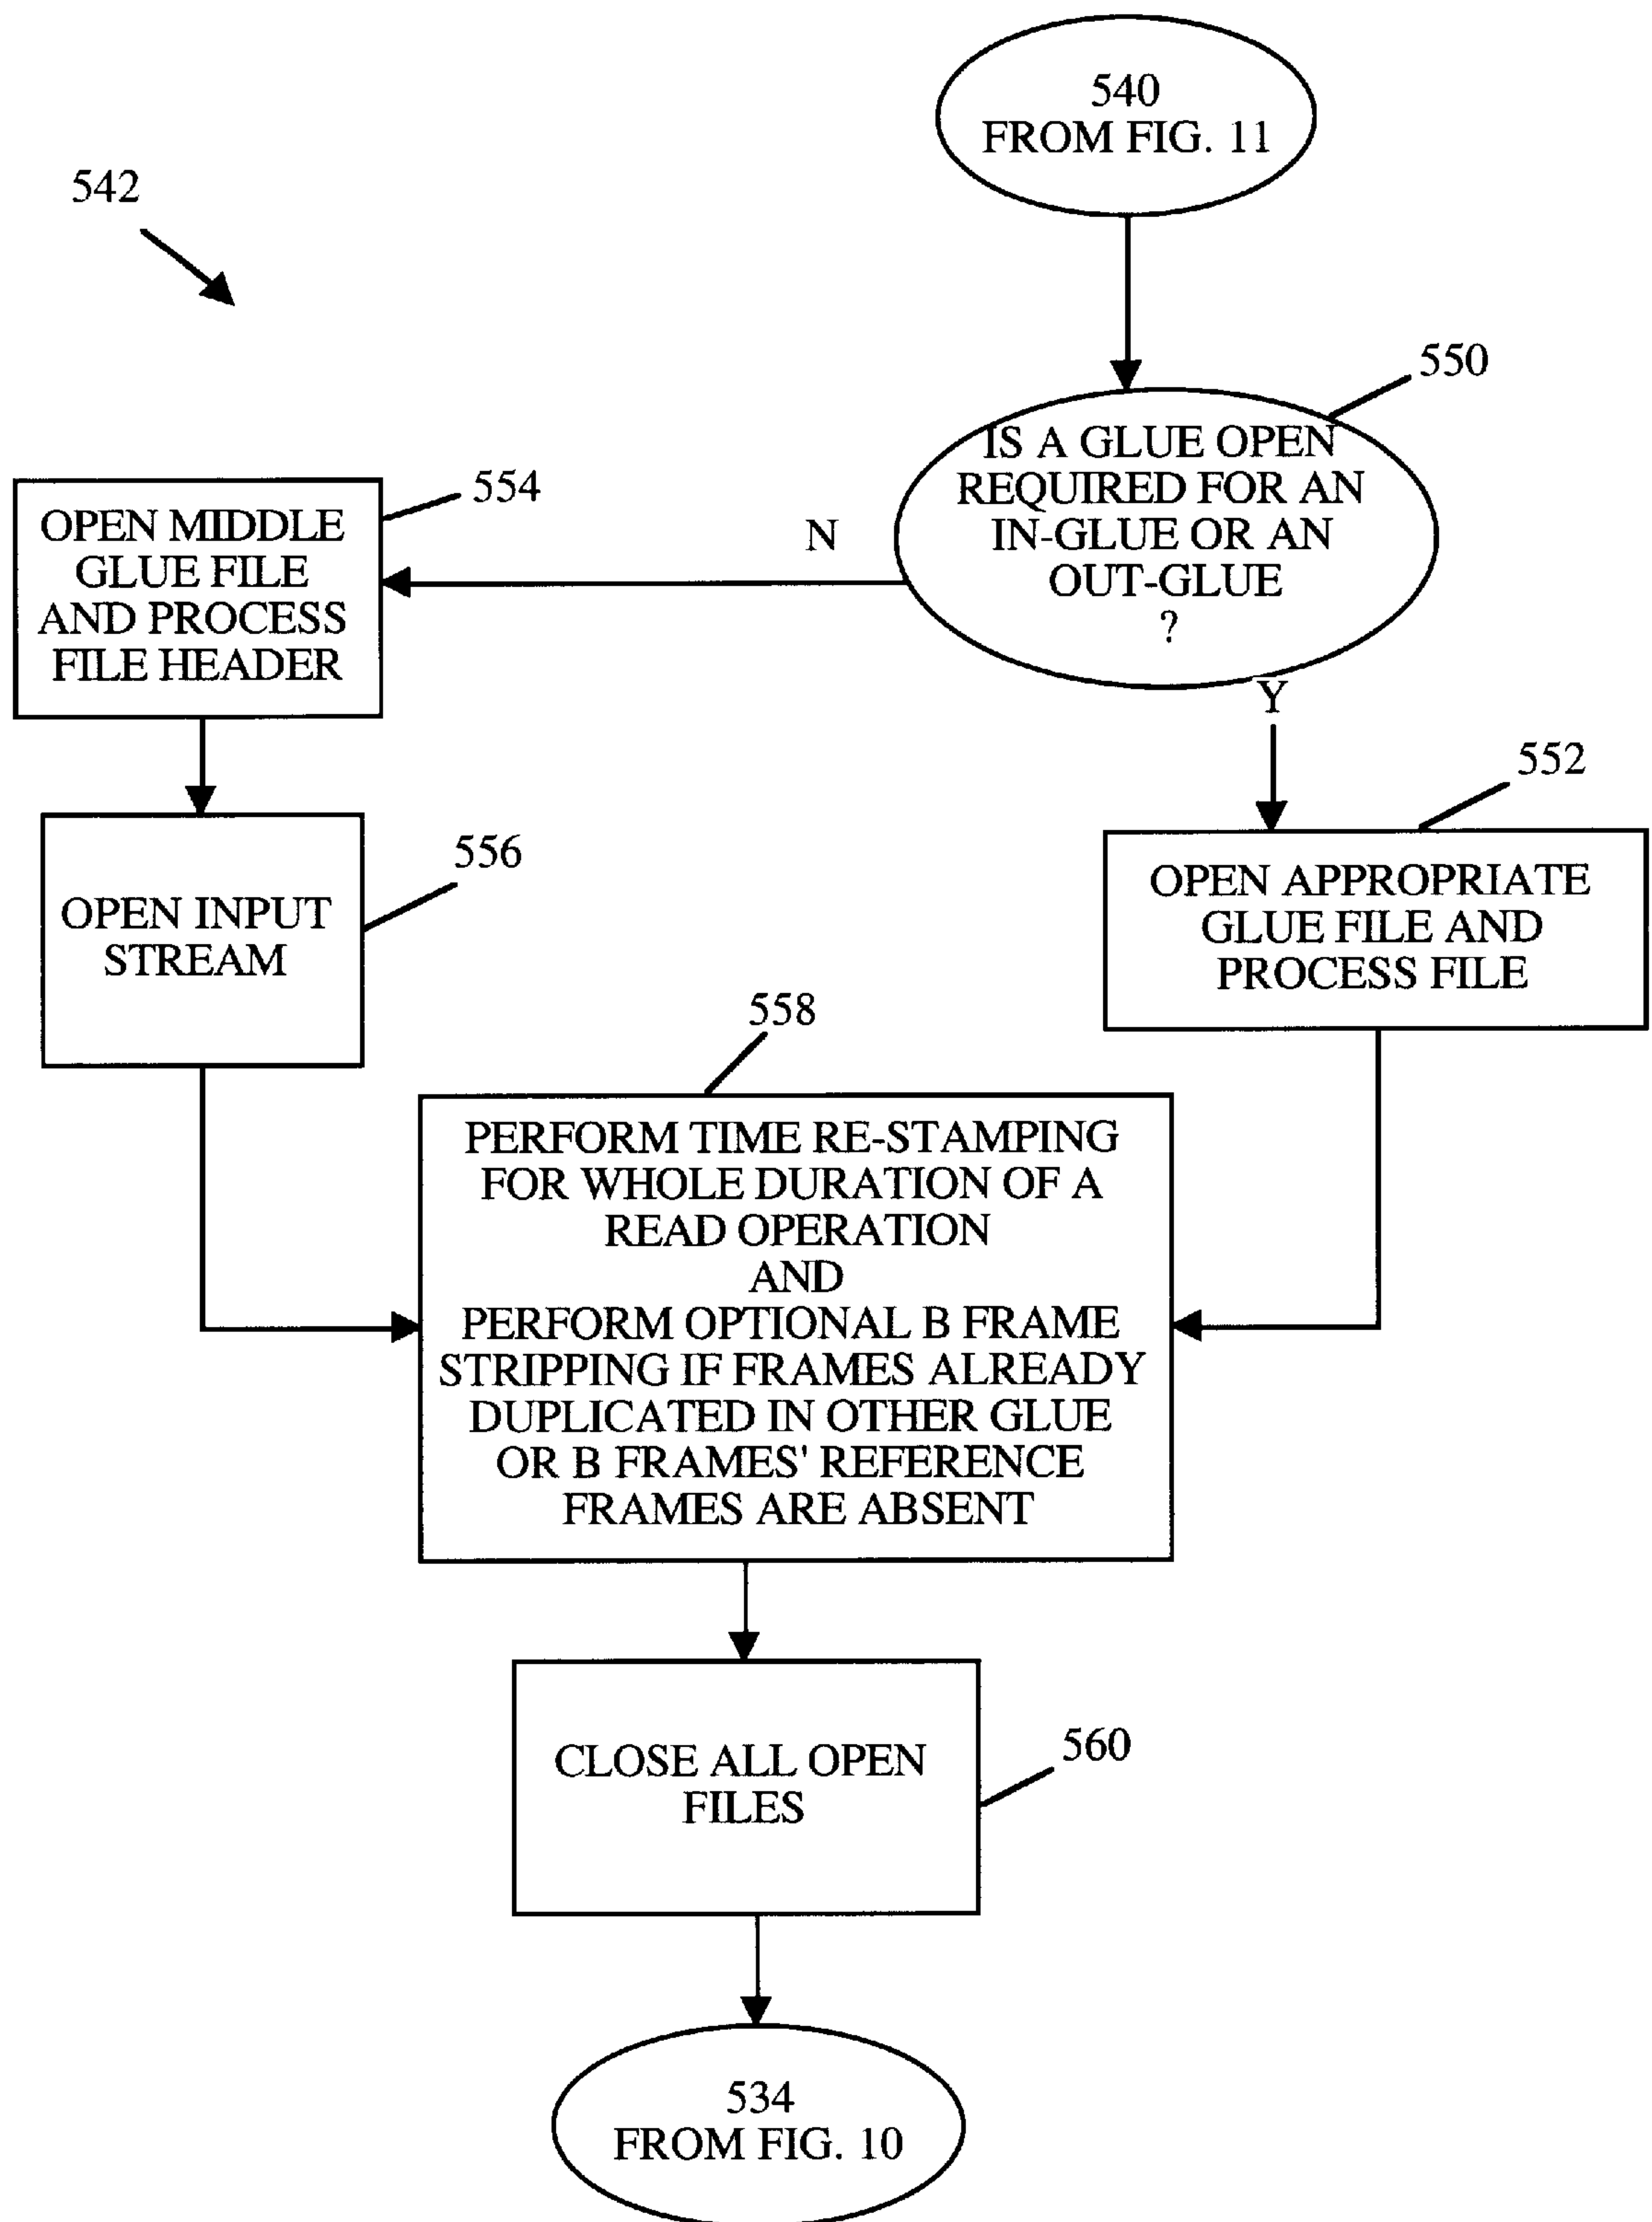 540
FROM FIG. 11
542
550
IS A GLUE OPEN
REQUIRED FOR AN
IN-GLUE OR AN
OUT-GLUE
?
N
Y
554
OPEN MIDDLE
GLUE FILE
AND PROCESS
FILE HEADER
552
OPEN APPROPRIATE
GLUE FILE AND
PROCESS FILE
556
OPEN INPUT
STREAM
558
PERFORM TIME RE-STAMPING
FOR WHOLE DURATION OF A
READ OPERATION
AND
PERFORM OPTIONAL B FRAME
STRIPPING IF FRAMES ALREADY
DUPLICATED IN OTHER GLUE
OR B FRAMES' REFERENCE
FRAMES ARE ABSENT
560
CLOSE ALL OPEN
FILES
534
FROM FIG. 10